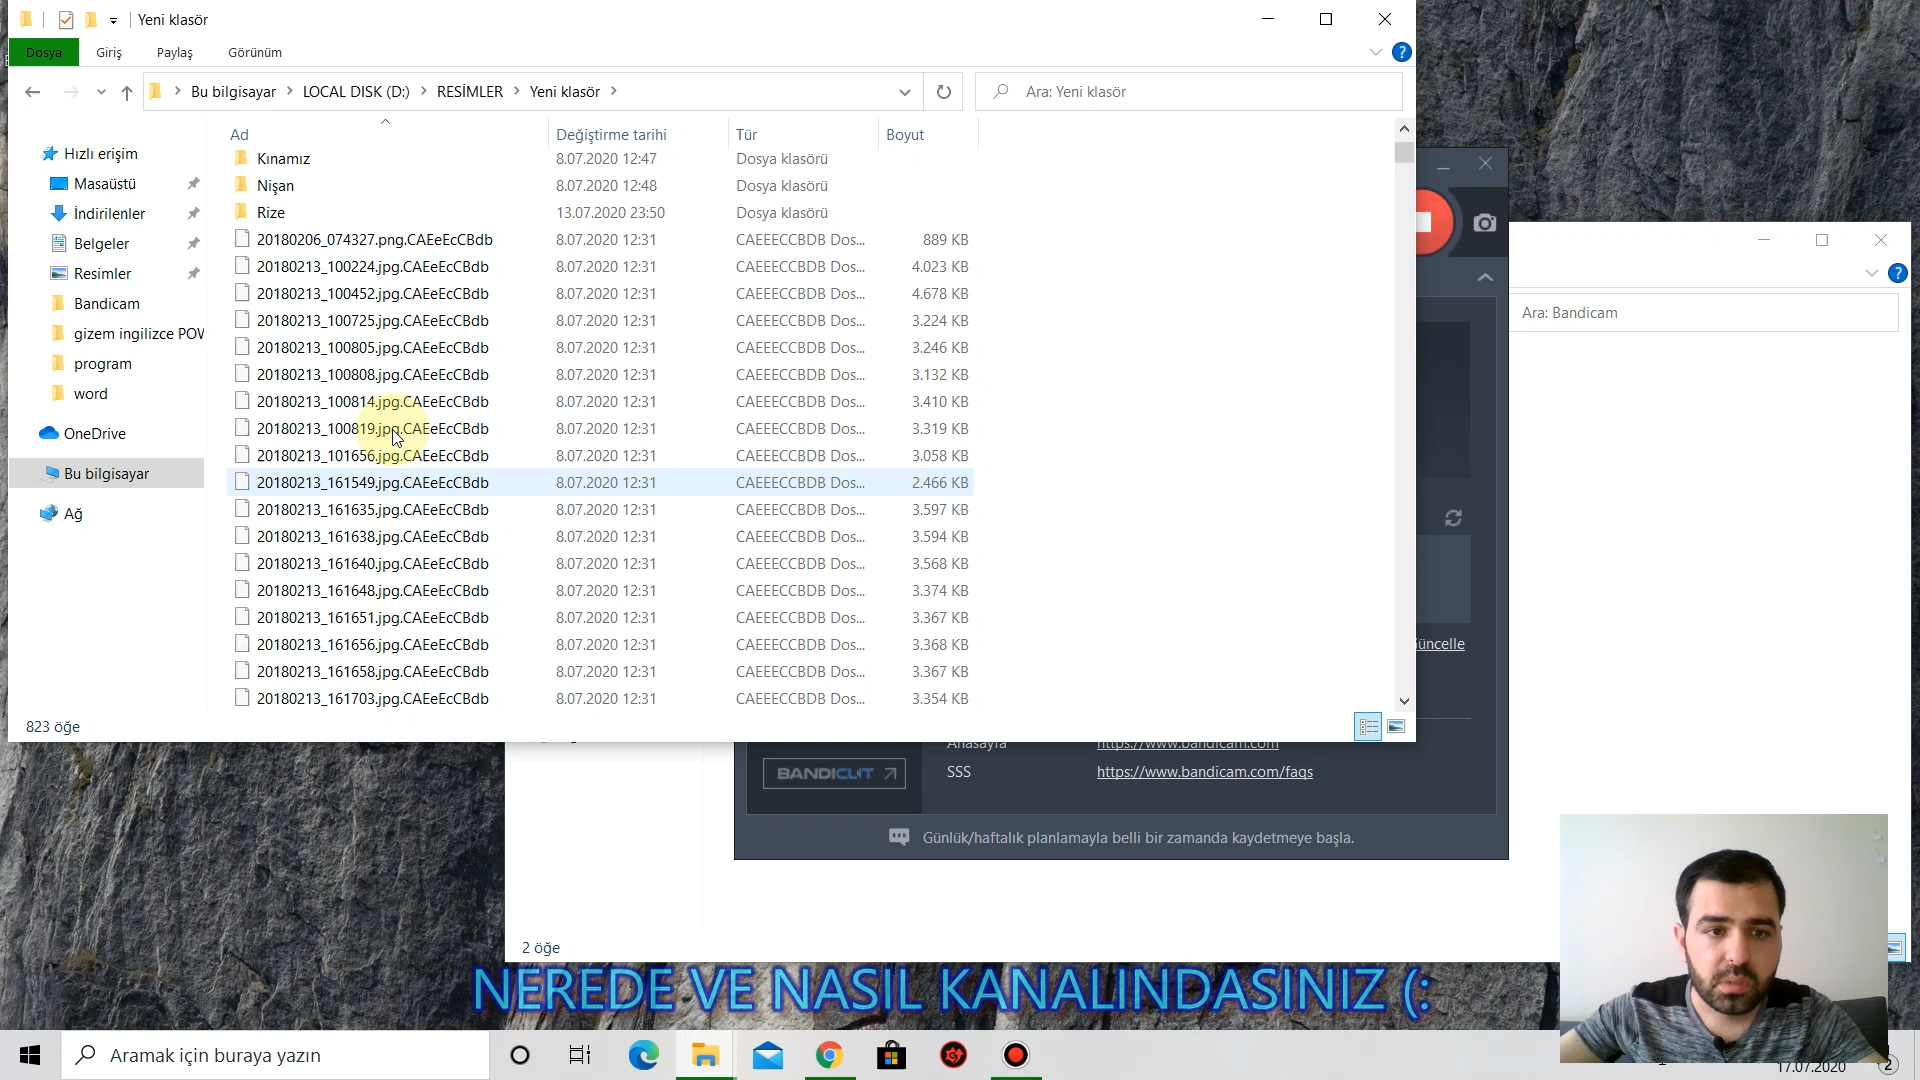 Yeni klasör
Dosya Giriş Paylaş Görünüm
Bu bilgisayar LOCAL DISK (D:) RESİMLER Yeni klasör
Ara: Yeni klasör
Ad Değiştirme tarihi Tür Boyut
Hızlı erişim
Masaüstü
İndirilenler
Belgeler
Resimler
Bandicam
gizem ingilizce POW
program
word
OneDrive
Bu bilgisayar
Ağ
Kınamız 8.07.2020 12:47 Dosya klasörü
Nişan 8.07.2020 12:48 Dosya klasörü
Rize 13.07.2020 23:50 Dosya klasörü
20180206_074327.png.CAEeEcCBdb 8.07.2020 12:31 CAEEECCBDB Dos... 889 KB
20180213_100224.jpg.CAEeEcCBdb 8.07.2020 12:31 CAEEECCBDB Dos... 4.023 KB
20180213_100452.jpg.CAEeEcCBdb 8.07.2020 12:31 CAEEECCBDB Dos... 4.678 KB
20180213_100725.jpg.CAEeEcCBdb 8.07.2020 12:31 CAEEECCBDB Dos... 3.224 KB
20180213_100805.jpg.CAEeEcCBdb 8.07.2020 12:31 CAEEECCBDB Dos... 3.246 KB
20180213_100808.jpg.CAEeEcCBdb 8.07.2020 12:31 CAEEECCBDB Dos... 3.132 KB
20180213_100814.jpg.CAEeEcCBdb 8.07.2020 12:31 CAEEECCBDB Dos... 3.410 KB
20180213_100819.jpg.CAEeEcCBdb 8.07.2020 12:31 CAEEECCBDB Dos... 3.319 KB
20180213_101656.jpg.CAEeEcCBdb 8.07.2020 12:31 CAEEECCBDB Dos... 3.058 KB
20180213_161549.jpg.CAEeEcCBdb 8.07.2020 12:31 CAEEECCBDB Dos... 2.466 KB
20180213_161635.jpg.CAEeEcCBdb 8.07.2020 12:31 CAEEECCBDB Dos... 3.597 KB
20180213_161638.jpg.CAEeEcCBdb 8.07.2020 12:31 CAEEECCBDB Dos... 3.594 KB
20180213_161640.jpg.CAEeEcCBdb 8.07.2020 12:31 CAEEECCBDB Dos... 3.568 KB
20180213_161648.jpg.CAEeEcCBdb 8.07.2020 12:31 CAEEECCBDB Dos... 3.374 KB
20180213_161651.jpg.CAEeEcCBdb 8.07.2020 12:31 CAEEECCBDB Dos... 3.367 KB
20180213_161656.jpg.CAEeEcCBdb 8.07.2020 12:31 CAEEECCBDB Dos... 3.368 KB
20180213_161658.jpg.CAEeEcCBdb 8.07.2020 12:31 CAEEECCBDB Dos... 3.367 KB
20180213_161703.jpg.CAEeEcCBdb 8.07.2020 12:31 CAEEECCBDB Dos... 3.354 KB
823 öğe
Ara: Bandicam
üncelle
Anasayfa https://www.bandicam.com
BANDICUT SSS https://www.bandicam.com/faqs
Günlük/haftalık planlamayla belli bir zamanda kaydetmeye başla.
2 öğe
NEREDE VE NASIL KANALINDASINIZ (:
Aramak için buraya yazın
17.07.2020
2